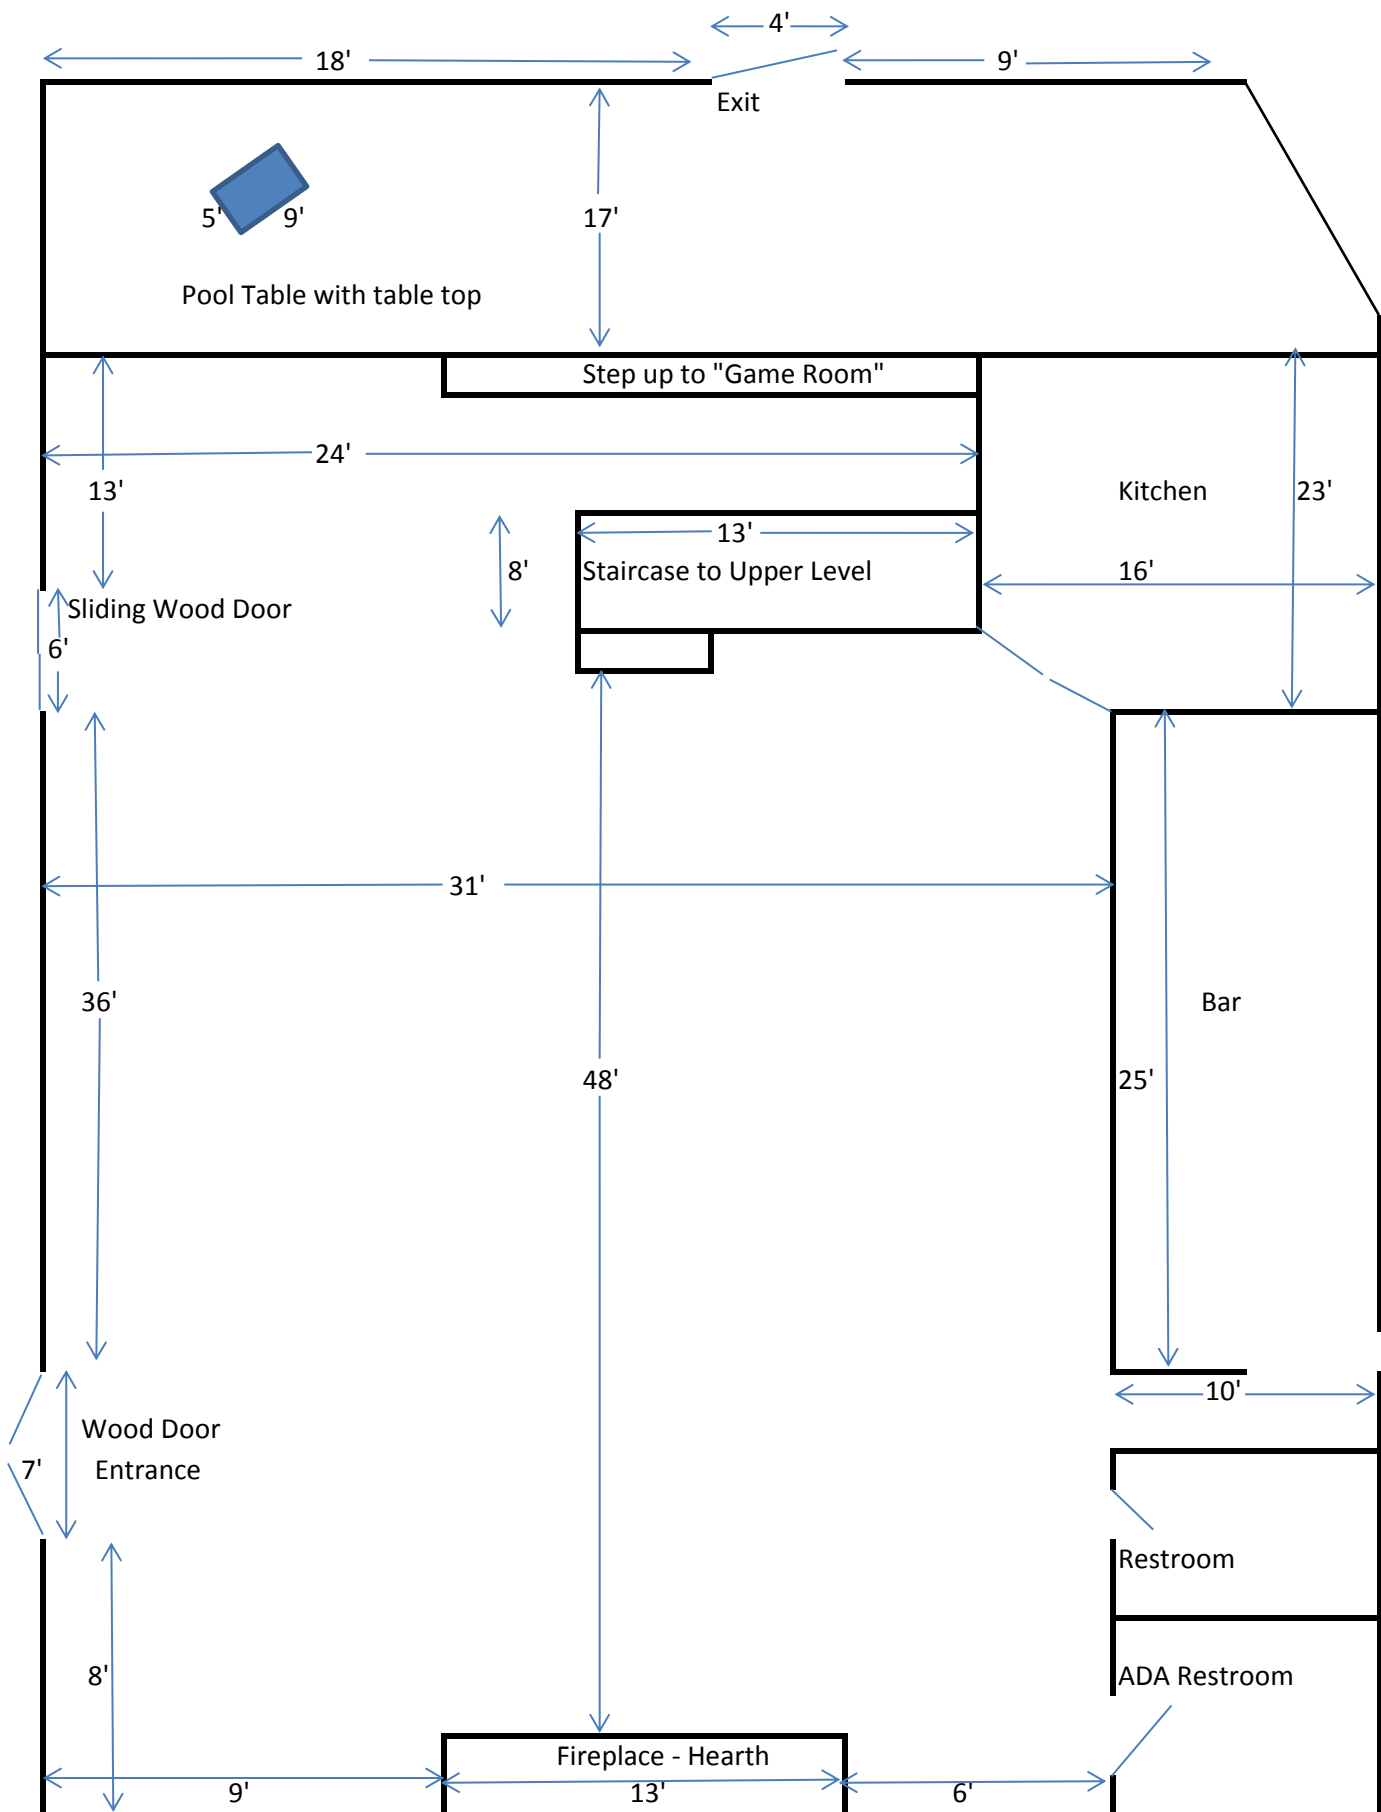 4'
18'
9'
Exit
5'
9'
17'
Pool Table with table top
Step up to "Game Room"
24'
13'
Kitchen
23'
13'
8'
Staircase to Upper Level
16'
Sliding Wood Door
6'
31'
36'
Bar
48'
25'
10'
Wood Door
7'
Entrance
Restroom
8'
ADA Restroom
Fireplace - Hearth
9'
13'
6'